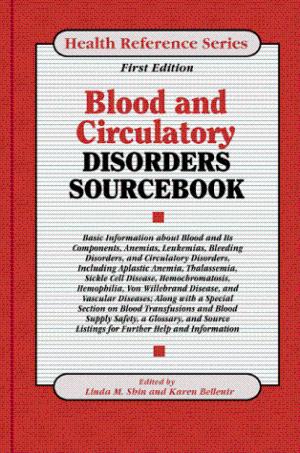 Health Reference Series
First Edition
Blood and
Circulatory
DISORDERS
SOURCEBOOK
Basic Information about Blood and Its
Components, Anemias, Leukemias, Bleeding
Disorders, and Circulatory Disorders,
Including Aplastic Anemia, Thalassemia,
Sickle Cell Disease, Hemochromatosis,
Hemophilia, Von Willebrand Disease, and
Vascular Diseases; Along with a Special
Section on Blood Transfusions and Blood
Supply Safety, a Glossary, and Source
Listings for Further Help and Information
Edited by
Linda M. Shin and Karen Bellenir